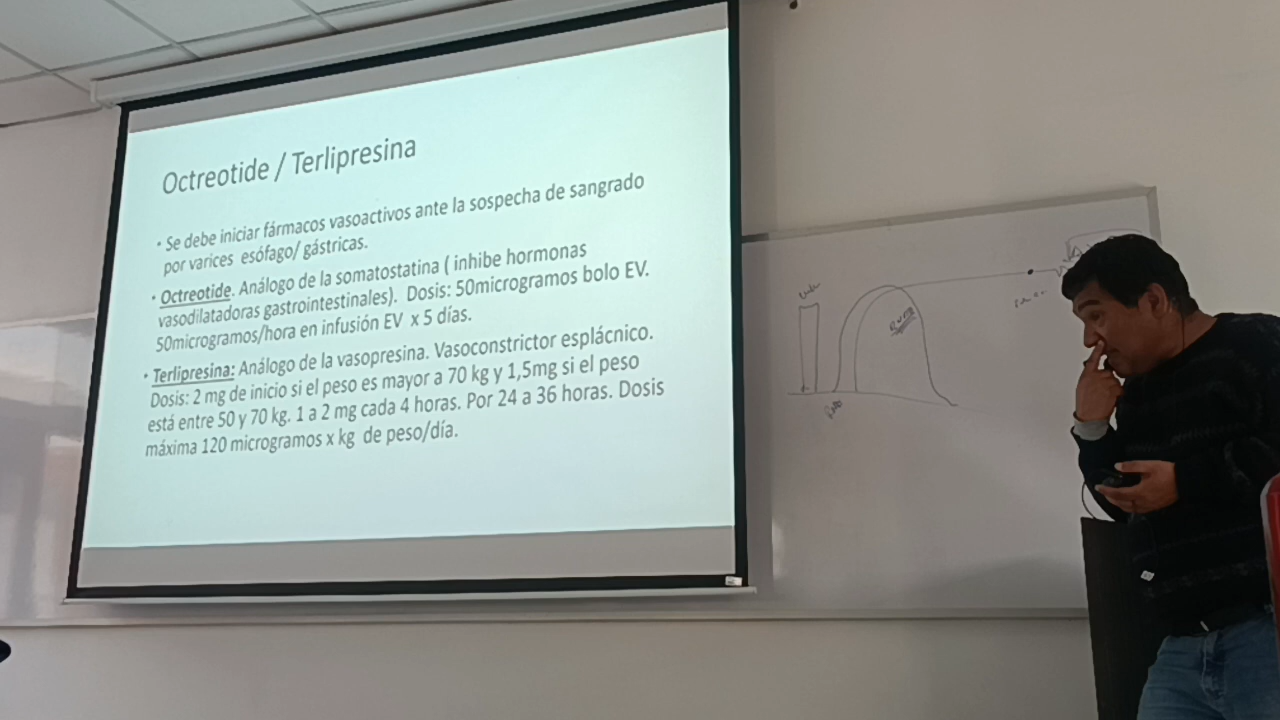 Octreotide / Terlipresina
• Se debe iniciar fármacos vasoactivos ante la sospecha de sangrado
por varices esófago/ gástricas.
• Octreotide. Análogo de la somatostatina ( inhibe hormonas
vasodilatadoras gastrointestinales). Dosis: 50microgramos bolo EV.
50microgramos/hora en infusión EV x 5 días.
• Terlipresina: Análogo de la vasopresina. Vasoconstrictor esplácnico.
Dosis: 2 mg de inicio si el peso es mayor a 70 kg y 1,5mg si el peso
está entre 50 y 70 kg. 1 a 2 mg cada 4 horas. Por 24 a 36 horas. Dosis
máxima 120 microgramos x kg de peso/día.